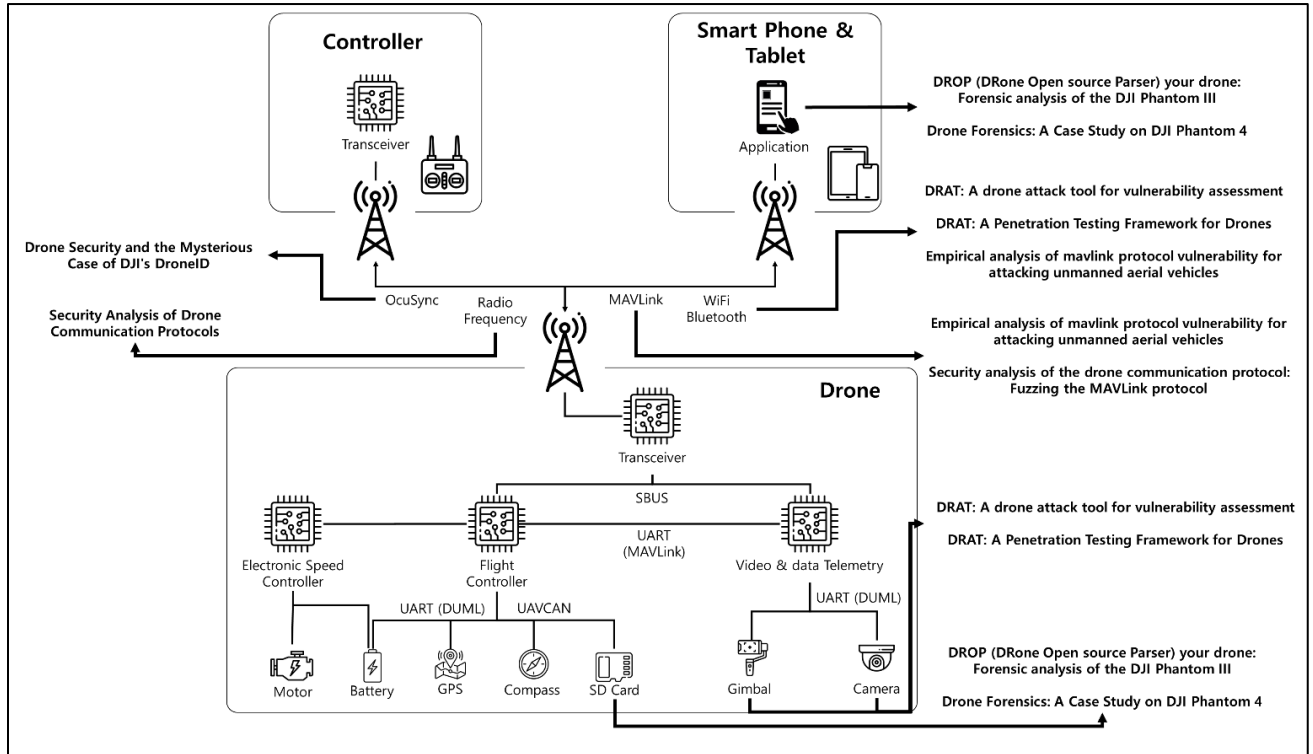 Controller
Transceiver
Smart Phone &
Tablet
Application
DROP (DRone Open source Parser) your drone:
Forensic analysis of the DJI Phantom III
Drone Forensics: A Case Study on DJI Phantom 4
DRAT: A drone attack tool for vulnerability assessment
DRAT: A Penetration Testing Framework for Drones
Empirical analysis of mavlink protocol vulnerability for
attacking unmanned aerial vehicles
Drone Security and the Mysterious
Case of DJI's DroneID
Security Analysis of Drone
Communication Protocols
OcuSync
Radio
Frequency
MAVLink
WiFi
Bluetooth
Empirical analysis of mavlink protocol vulnerability for
attacking unmanned aerial vehicles
Security analysis of the drone communication protocol:
Fuzzing the MAVLink protocol
Drone
Transceiver
SBUS
Electronic Speed
Controller
Flight
Controller
UART
(MAVLink)
Video & data Telemetry
DRAT: A drone attack tool for vulnerability assessment
DRAT: A Penetration Testing Framework for Drones
UART (DUML)
UAVCAN
UART (DUML)
Motor
Battery
GPS
Compass
SD Card
Gimbal
Camera
DROP (DRone Open source Parser) your drone:
Forensic analysis of the DJI Phantom III
Drone Forensics: A Case Study on DJI Phantom 4